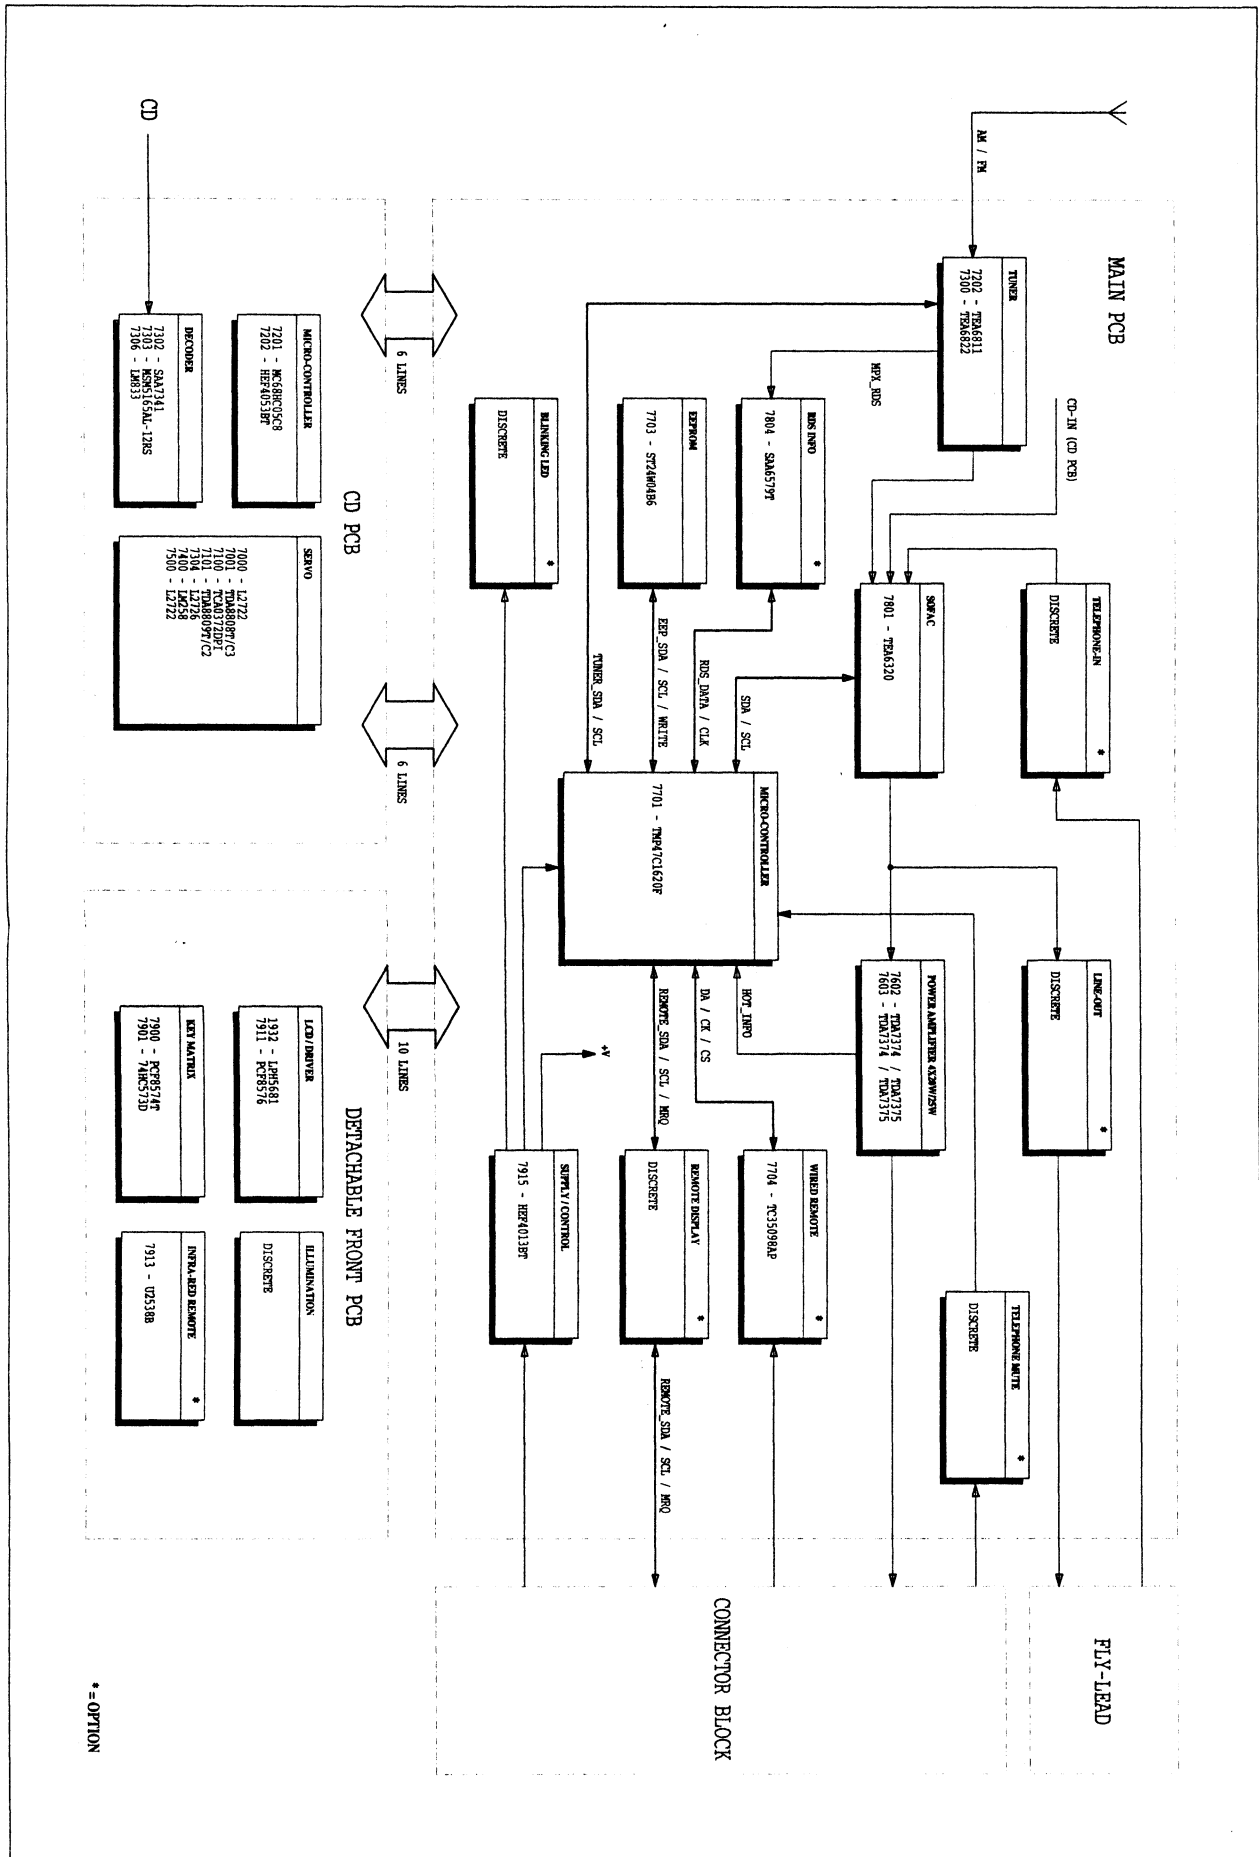 MAIN PCB
AM / FM
TUNER
7202 - TEA6811
7300 - TEA6822
CD-IN (CD PCB)
MPX_RDS
TELEPHONE-IN *
DISCRETE
SOFAC
7801 - TEA6320
LINE-OUT *
DISCRETE
POWER AMPLIFIER 4X20W/25W
7602 - TDA7374 / TDA7375
7603 - TDA7374 / TDA7375
TELEPHONE MUTE *
DISCRETE
FLY-LEAD
RDS INFO *
7804 - SAA6579T
RDS_DATA / CLK
SDA / SCL
EEPROM
7703 - ST24W04B6
EEP_SDA / SCL / WRITE
TUNER_SDA / SCL
MICRO-CONTROLLER
7701 - TMP47C1620F
HOT_INFO
DA / CK / CS
REMOTE_SDA / SCL / MRQ
+V
WIRED REMOTE *
7704 - TC35098AP
REMOTE DISPLAY *
DISCRETE
REMOTE_SDA / SCL / MRQ
SUPPLY / CONTROL
7915 - HEF4013BT
BLINKING LED *
DISCRETE
CONNECTOR BLOCK
6 LINES
6 LINES
10 LINES
CD
CD PCB
MICRO-CONTROLLER
7201 - MC68HC05C8
7202 - HEF4053BT
DECODER
7302 - SAA7341
7303 - MSM5165AL-12RS
7306 - LM833
SERVO
7000 - L2722
7001 - TDA8808T/C3
7100 - TCA0372DPI
7101 - TDA8809T/C2
7304 - L2726
7400 - LM258
7500 - L2722
DETACHABLE FRONT PCB
LCD / DRIVER
1932 - LPH5681
7911 - PCF8576
KEY MATRIX
7900 - PCF8574T
7901 - 74HC573D
ILLUMINATION
DISCRETE
INFRA-RED REMOTE *
7913 - U2538B
* = OPTION